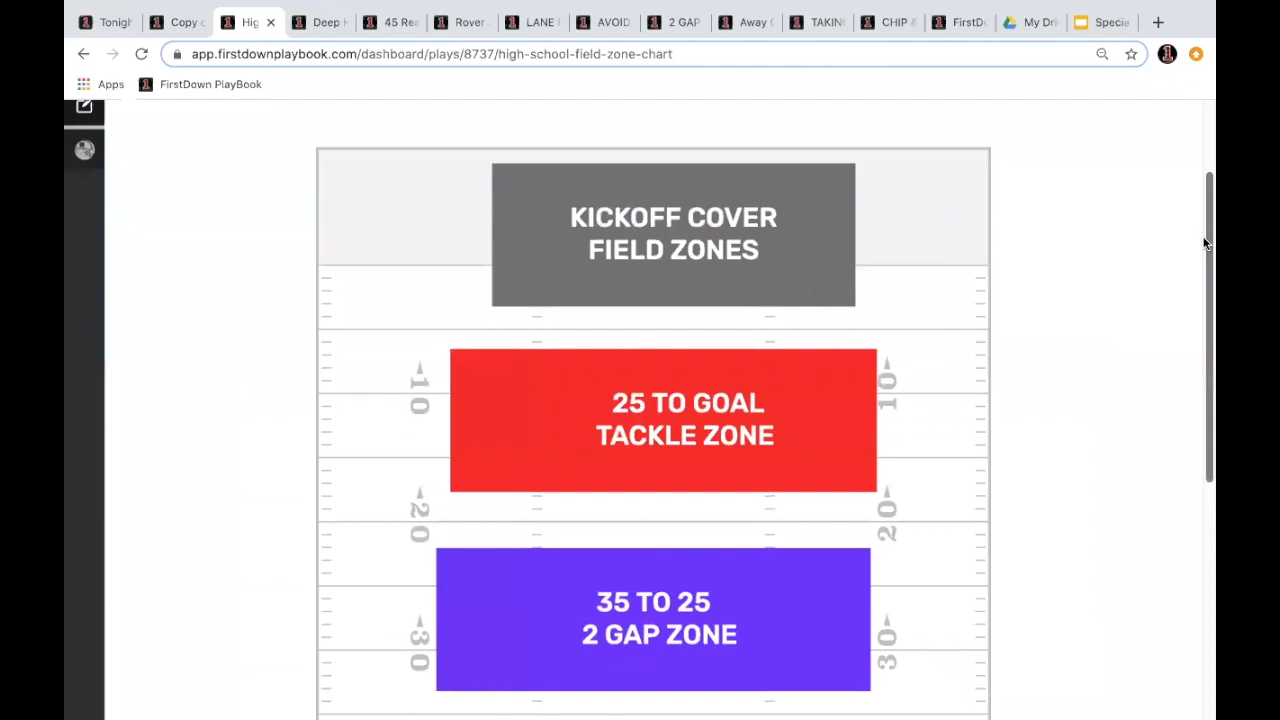 Tonigh
Copy c
Hig
Deep H
45 Rea
Rover
LANE
AVOID
2 GAP
Away
TAKIN
CHIP &
FirstDo
My Dri
Specia
app.firstdownplaybook.com/dashboard/plays/8737/high-school-field-zone-chart
Apps
FirstDown PlayBook
KICKOFF COVER
FIELD ZONES
25 TO GOAL
TACKLE ZONE
10
10
20
20
35 TO 25
2 GAP ZONE
30
30